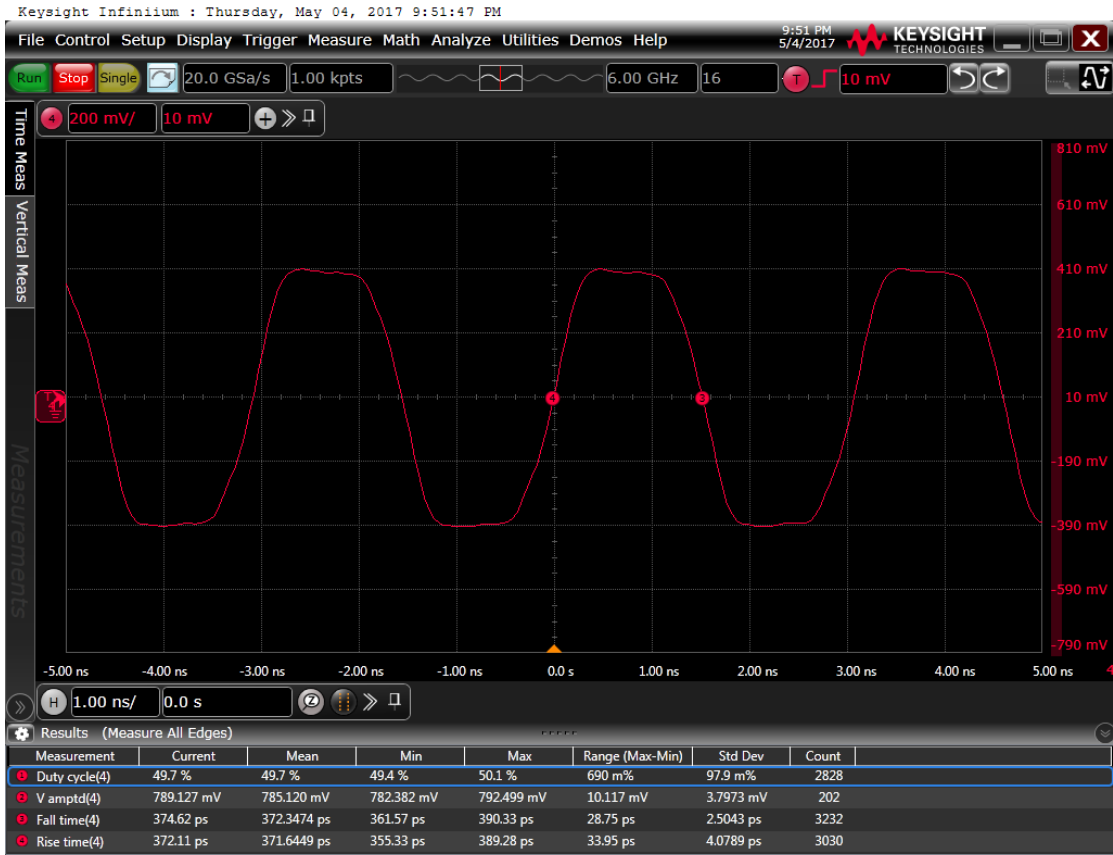 Keysight Infiniium : Thursday, May 04, 2017 9:51:47 PM
File Control Setup Display Trigger Measure Math Analyze Utilities Demos Help
9:51 PM
5/4/2017
KEYSIGHT
TECHNOLOGIES
X
Run Stop Single 20.0 GSa/s 1.00 kpts 6.00 GHz 16 T 10 mV
4 200 mV/ 10 mV +
Time Meas
Vertical Meas
Measurements
810 mV
610 mV
410 mV
210 mV
10 mV
-190 mV
-390 mV
-590 mV
-790 mV
T
4
3
-5.00 ns -4.00 ns -3.00 ns -2.00 ns -1.00 ns 0.0 s 1.00 ns 2.00 ns 3.00 ns 4.00 ns 5.00 ns
H 1.00 ns/ 0.0 s Z
Results (Measure All Edges)
Measurement Current Mean Min Max Range (Max-Min) Std Dev Count
1 Duty cycle(4) 49.7 % 49.7 % 49.4 % 50.1 % 690 m% 97.9 m% 2828
2 V amptd(4) 789.127 mV 785.120 mV 782.382 mV 792.499 mV 10.117 mV 3.7973 mV 202
3 Fall time(4) 374.62 ps 372.3474 ps 361.57 ps 390.33 ps 28.75 ps 2.5043 ps 3232
4 Rise time(4) 372.11 ps 371.6449 ps 355.33 ps 389.28 ps 33.95 ps 4.0789 ps 3030